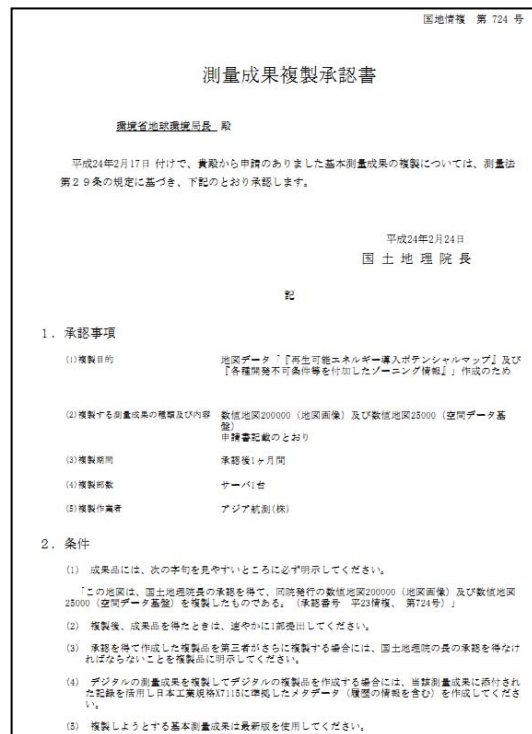 国地情複 第 724 号
測量成果複製承認書
環境省地球環境局長 殿
平成24年2月17日 付けで、貴殿から申請のありました基本測量成果の複製については、測量法
第29条の規定に基づき、下記のとおり承認します。
平成24年2月24日
国 土 地 理 院 長
記
1. 承認事項
(1)複製目的 地図データ「『再生可能エネルギー導入ポテンシャルマップ』及び
『各種開発不可条件等を付加したゾーニング情報』」作成のため
(2)複製する測量成果の種類及び内容 数値地図200000(地図画像)及び数値地図25000(空間データ基
盤)
申請書記載のとおり
(3)複製期間 承認後1ヶ月間
(4)複製部数 サーバ1台
(5)複製作業者 アジア航測(株)
2. 条件
(1) 成果品には、次の字句を見やすいところに必ず明示してください。
「この地図は、国土地理院長の承認を得て、同院発行の数値地図200000(地図画像)及び数値地図
25000(空間データ基盤)を複製したものである。(承認番号 平23情複、 第724号)」
(2) 複製後、成果品を得たときは、速やかに1部提出してください。
(3) 承認を得て作成した複製品を第三者がさらに複製する場合には、国土地理院の長の承認を得なけ
ればならないことを複製品に明示してください。
(4) デジタルの測量成果を複製してデジタルの複製品を作成する場合には、当該測量成果に添付され
た記録を活用し日本工業規格X7115に準拠したメタデータ(履歴の情報を含む)を作成してくださ
い。
(5) 複製しようとする基本測量成果は最新版を使用してください。